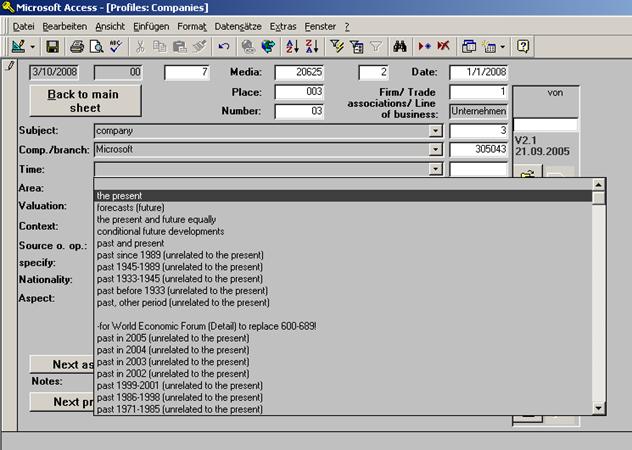 Microsoft Access - [Profiles: Companies]
Datei Bearbeiten Ansicht Einfügen Format Datensätze Extras Fenster ?
3/10/2008 00 7 Media: 20625 2 Date: 1/1/2008
Back to main sheet
Place: 003
Firm/ Trade associations/ Line of business: 1
Number: 03
Unternehmen
von
Subject: company 3
V2.1
Comp./branch: Microsoft 305043
21.09.2005
Time:
Area:
Valuation:
Context:
Source o. op.:
specify:
Nationality:
Aspect:
the present
forecasts (future)
the present and future equally
conditional future developments
past and present
past since 1989 (unrelated to the present)
past 1945-1989 (unrelated to the present)
past 1933-1945 (unrelated to the present)
past before 1933 (unrelated to the present)
past, other period (unrelated to the present)
-for World Economic Forum (Detail) to replace 600-689!
past in 2005 (unrelated to the present)
past in 2004 (unrelated to the present)
past in 2003 (unrelated to the present)
past in 2002 (unrelated to the present)
past 1999-2001 (unrelated to the present)
past 1986-1998 (unrelated to the present)
past 1971-1985 (unrelated to the present)
Next as
Notes:
Next pr